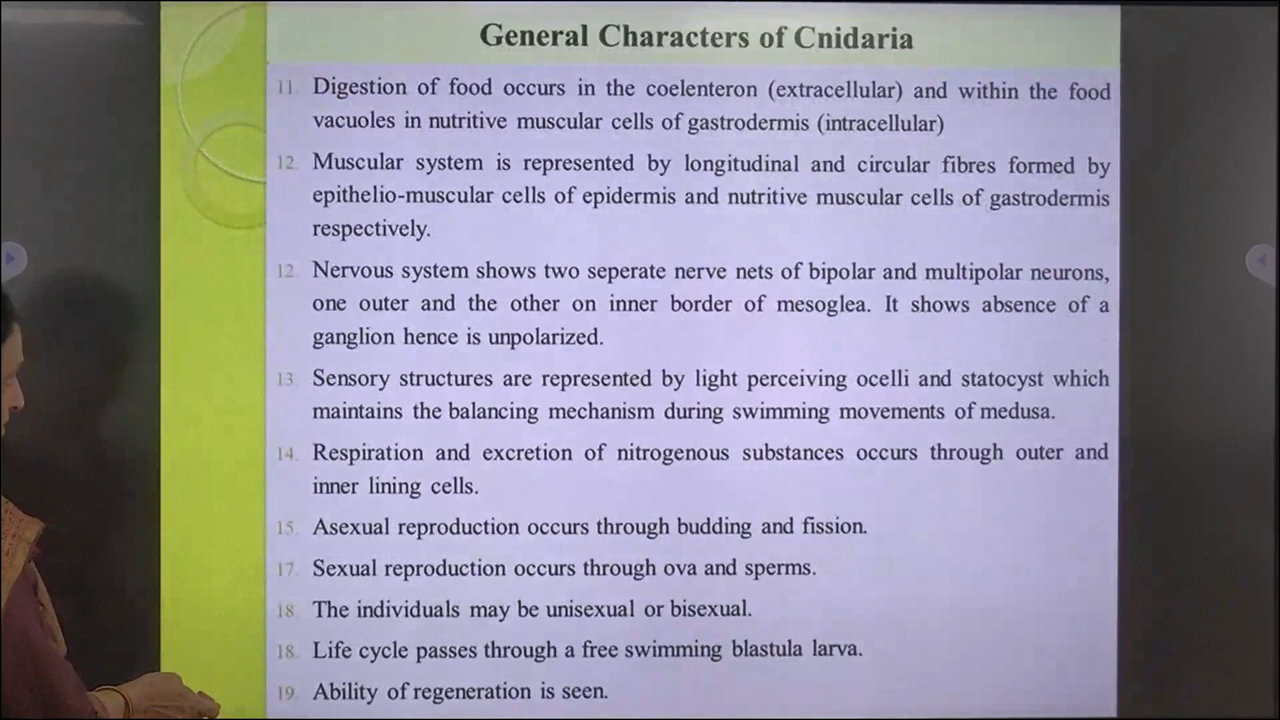 General Characters of Cnidaria
11. Digestion of food occurs in the coelenteron (extracellular) and within the food
vacuoles in nutritive muscular cells of gastrodermis (intracellular)
12. Muscular system is represented by longitudinal and circular fibres formed by
epithelio-muscular cells of epidermis and nutritive muscular cells of gastrodermis
respectively.
12. Nervous system shows two seperate nerve nets of bipolar and multipolar neurons,
one outer and the other on inner border of mesoglea. It shows absence of a
ganglion hence is unpolarized.
13. Sensory structures are represented by light perceiving ocelli and statocyst which
maintains the balancing mechanism during swimming movements of medusa.
14. Respiration and excretion of nitrogenous substances occurs through outer and
inner lining cells.
15. Asexual reproduction occurs through budding and fission.
17. Sexual reproduction occurs through ova and sperms.
18. The individuals may be unisexual or bisexual.
18. Life cycle passes through a free swimming blastula larva.
19. Ability of regeneration is seen.